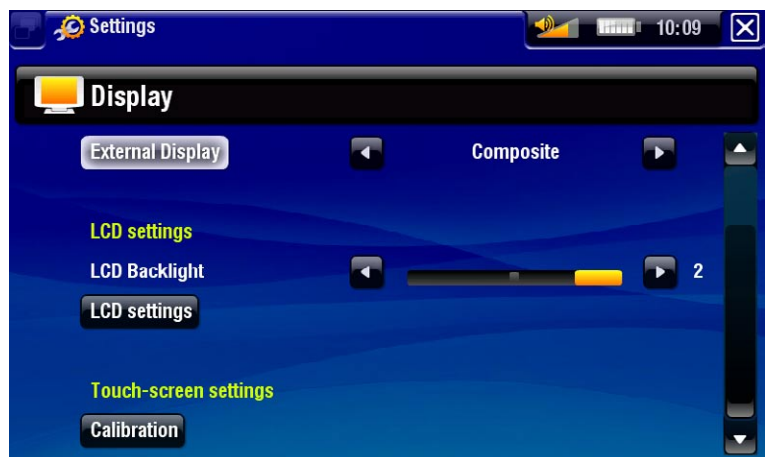 Settings 10:09
Display
External Display Composite
LCD settings
LCD Backlight 2
LCD settings
Touch-screen settings
Calibration